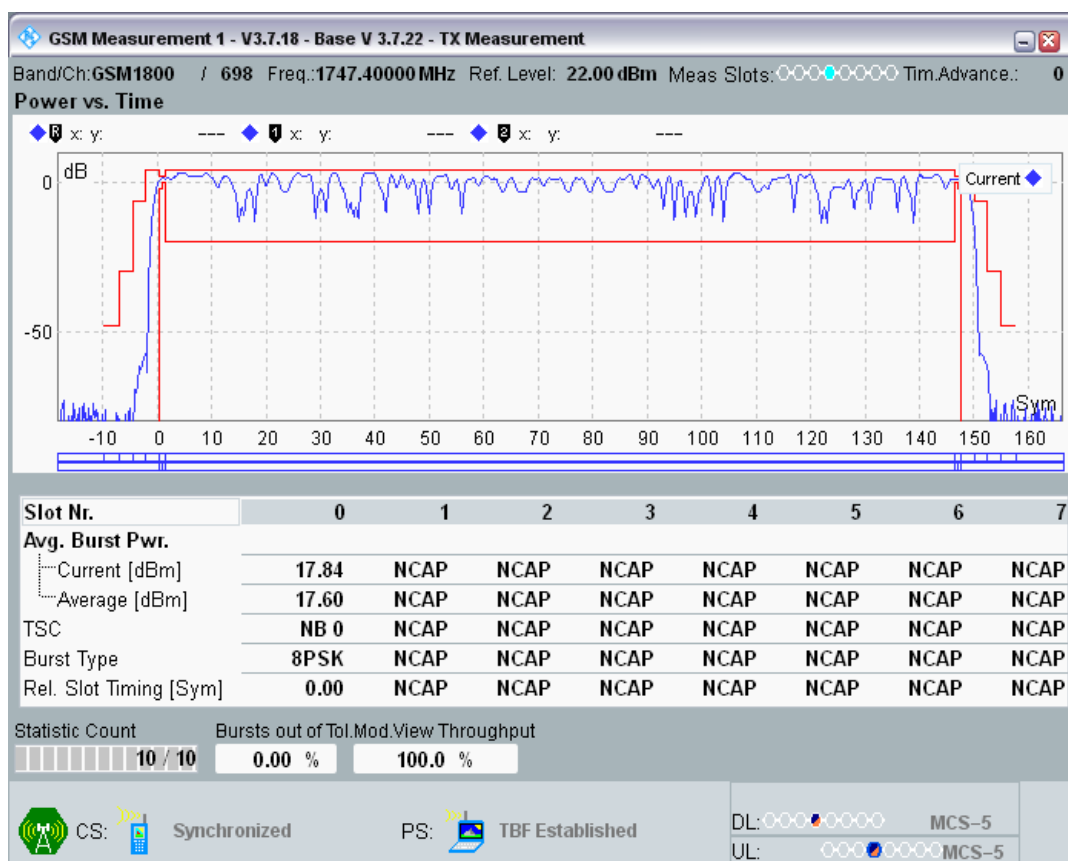 GSM Measurement 1 - V3.7.18 - Base V 3.7.22 - TX Measurement
Band/Ch:GSM1800 / 698 Freq.:1747.40000 MHz Ref. Level: 22.00 dBm Meas Slots: Tim.Advance.: 0
Power vs. Time
R x: y: --- 1 x: y: --- 2 x: y: ---
dB
0
Current
-50
Sym
-10 0 10 20 30 40 50 60 70 80 90 100 110 120 130 140 150 160
Slot Nr. 0 1 2 3 4 5 6 7
Avg. Burst Pwr.
Current [dBm] 17.84 NCAP NCAP NCAP NCAP NCAP NCAP NCAP
Average [dBm] 17.60 NCAP NCAP NCAP NCAP NCAP NCAP NCAP
TSC NB 0 NCAP NCAP NCAP NCAP NCAP NCAP NCAP
Burst Type 8PSK NCAP NCAP NCAP NCAP NCAP NCAP NCAP
Rel. Slot Timing [Sym] 0.00 NCAP NCAP NCAP NCAP NCAP NCAP NCAP
Statistic Count Bursts out of Tol. Mod.View Throughput
10 / 10 0.00 % 100.0 %
CS: Synchronized PS: TBF Established DL: MCS-5
UL: MCS-5